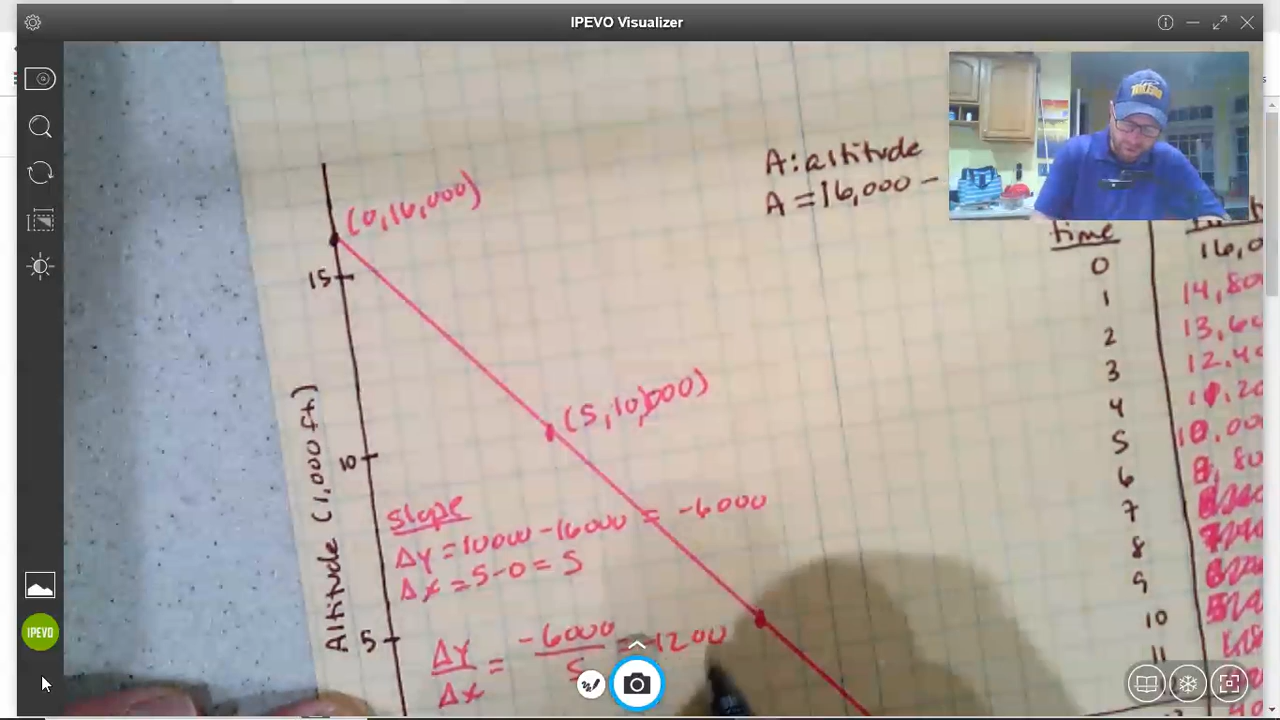 IPEVO Visualizer
A: altitude
A = 16,000 -
(0,16,000)
15
(5,10,000)
10
Altitude (1,000 ft.)
slope
ΔY = 10000 - 16000 = -6000
ΔX = 5-0 = 5
5
ΔY/ΔX = -6000/5 = -1200
time
0 16,0
1 14,80
2 13,60
3 12,40
4
5 10,00
6 8,80
7
8
9
10
11
IPEVO